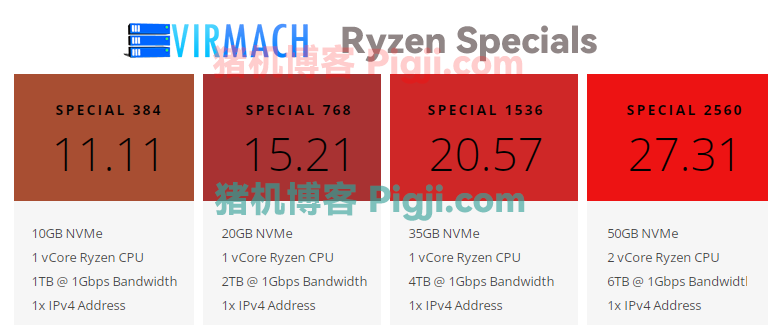 VIRMACH Ryzen Specials
猪机博客 Pigji.com
SPECIAL 384
11.11
10GB NVMe
1 vCore Ryzen CPU
1TB @ 1Gbps Bandwidth
1x IPv4 Address
SPECIAL 768
15.21
20GB NVMe
1 vCore Ryzen CPU
2TB @ 1Gbps Bandwidth
1x IPv4 Address
SPECIAL 1536
20.57
35GB NVMe
1 vCore Ryzen CPU
4TB @ 1Gbps Bandwidth
1x IPv4 Address
SPECIAL 2560
27.31
50GB NVMe
2 vCore Ryzen CPU
6TB @ 1Gbps Bandwidth
1x IPv4 Address
猪机博客 Pigji.com